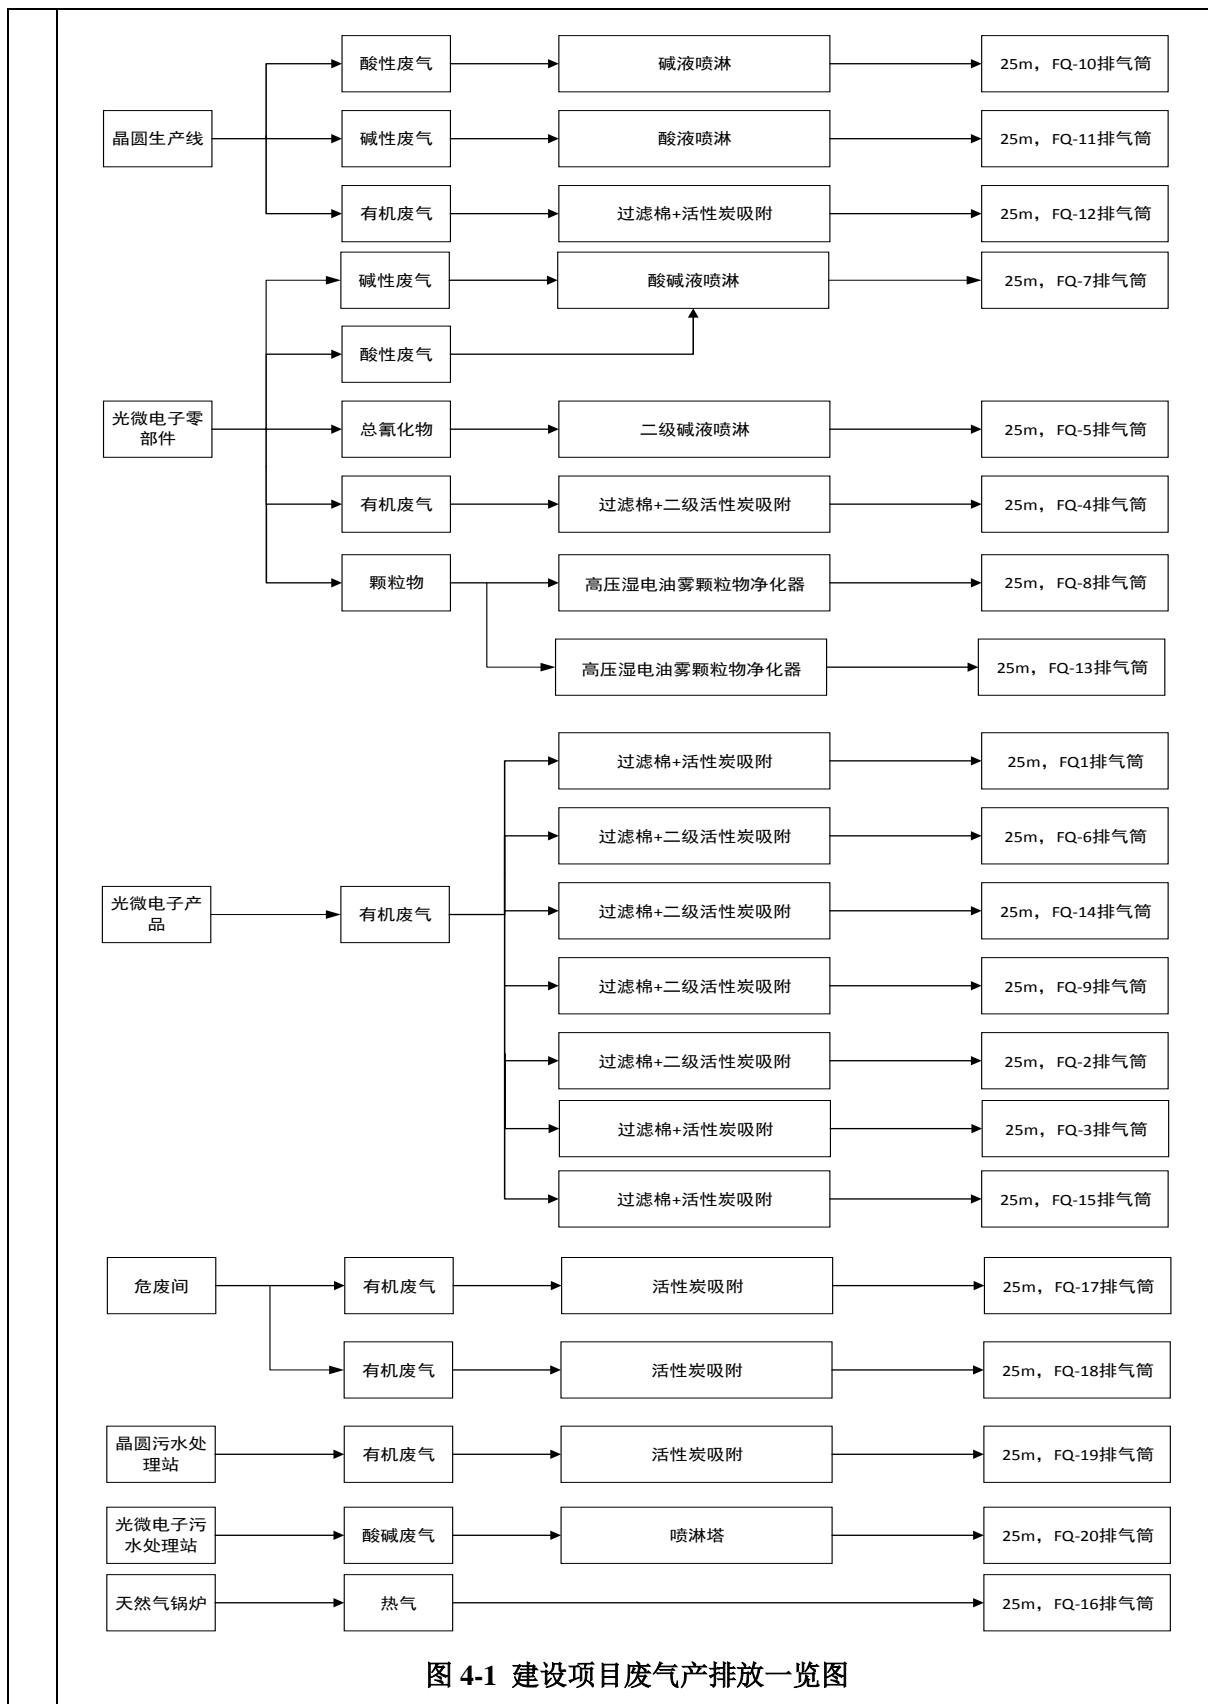 酸性废气
碱液喷淋
25m，FQ-10排气筒
晶圆生产线
碱性废气
酸液喷淋
25m，FQ-11排气筒
有机废气
过滤棉+活性炭吸附
25m，FQ-12排气筒
碱性废气
酸碱液喷淋
25m，FQ-7排气筒
酸性废气
光微电子零
部件
总氰化物
二级碱液喷淋
25m，FQ-5排气筒
有机废气
过滤棉+二级活性炭吸附
25m，FQ-4排气筒
颗粒物
高压湿电油雾颗粒物净化器
25m，FQ-8排气筒
高压湿电油雾颗粒物净化器
25m，FQ-13排气筒
过滤棉+活性炭吸附
25m，FQ1排气筒
过滤棉+二级活性炭吸附
25m，FQ-6排气筒
光微电子产
品
有机废气
过滤棉+二级活性炭吸附
25m，FQ-14排气筒
过滤棉+二级活性炭吸附
25m，FQ-9排气筒
过滤棉+二级活性炭吸附
25m，FQ-2排气筒
过滤棉+活性炭吸附
25m，FQ-3排气筒
过滤棉+活性炭吸附
25m，FQ-15排气筒
危废间
有机废气
活性炭吸附
25m，FQ-17排气筒
有机废气
活性炭吸附
25m，FQ-18排气筒
晶圆污水处
理站
有机废气
活性炭吸附
25m，FQ-19排气筒
光微电子污
水处理站
酸碱废气
喷淋塔
25m，FQ-20排气筒
天然气锅炉
热气
25m，FQ-16排气筒
图 4-1 建设项目废气产排放一览图